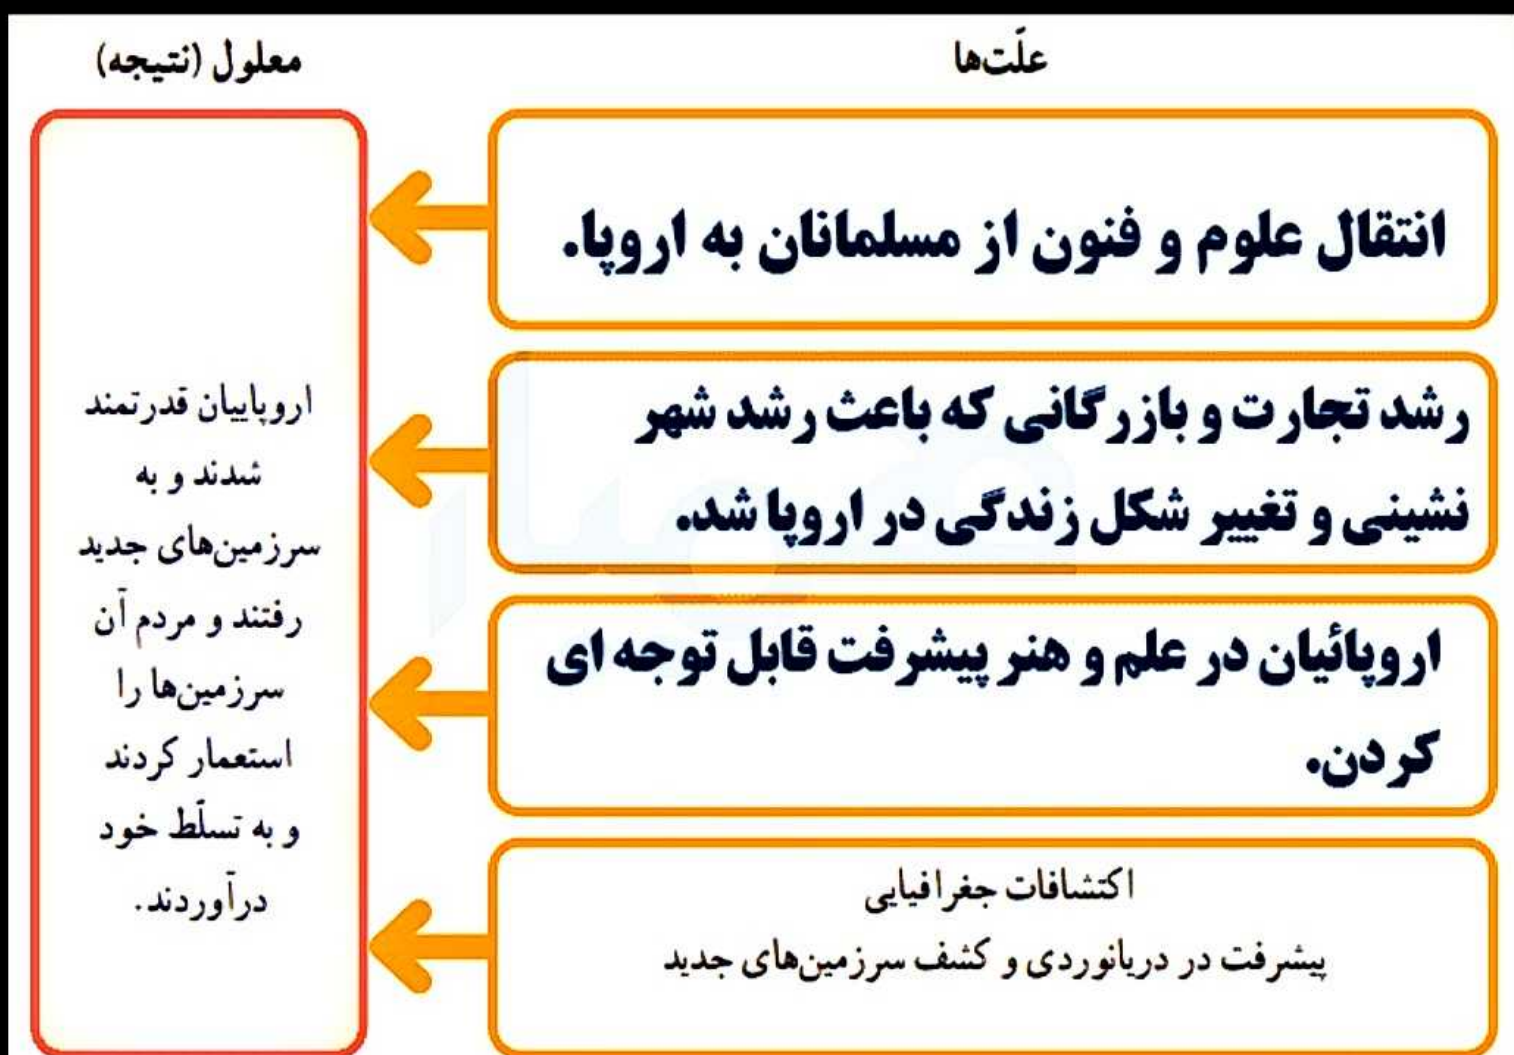 علّت‌ها
معلول (نتیجه)
انتقال علوم و فنون از مسلمانان به اروپا.
رشد تجارت و بازرگانی که باعث رشد شهر
نشینی و تغییر شکل زندگی در اروپا شد.
اروپائیان در علم و هنر پیشرفت قابل توجه ای
کردن.
اکتشافات جغرافیایی
پیشرفت در دریانوردی و کشف سرزمین‌های جدید
اروپاییان قدرتمند
شدند و به
سرزمین‌های جدید
رفتند و مردم آن
سرزمین‌ها را
استعمار کردند
و به تسلّط خود
درآوردند.